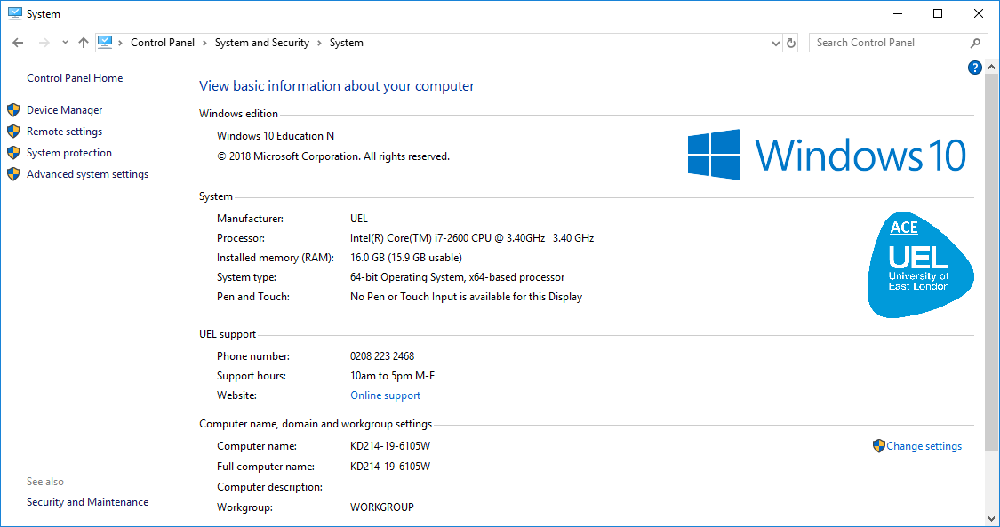 System
Control Panel > System and Security > System
Search Control Panel
Control Panel Home
Device Manager
Remote settings
System protection
Advanced system settings
See also
Security and Maintenance
?
View basic information about your computer
Windows edition
Windows 10 Education N
© 2018 Microsoft Corporation. All rights reserved.
Windows 10
System
Manufacturer: UEL
Processor: Intel(R) Core(TM) i7-2600 CPU @ 3.40GHz 3.40 GHz
Installed memory (RAM): 16.0 GB (15.9 GB usable)
System type: 64-bit Operating System, x64-based processor
Pen and Touch: No Pen or Touch Input is available for this Display
ACE
UEL
University of
East London
UEL support
Phone number: 0208 223 2468
Support hours: 10am to 5pm M-F
Website: Online support
Computer name, domain and workgroup settings
Computer name: KD214-19-6105W Change settings
Full computer name: KD214-19-6105W
Computer description:
Workgroup: WORKGROUP